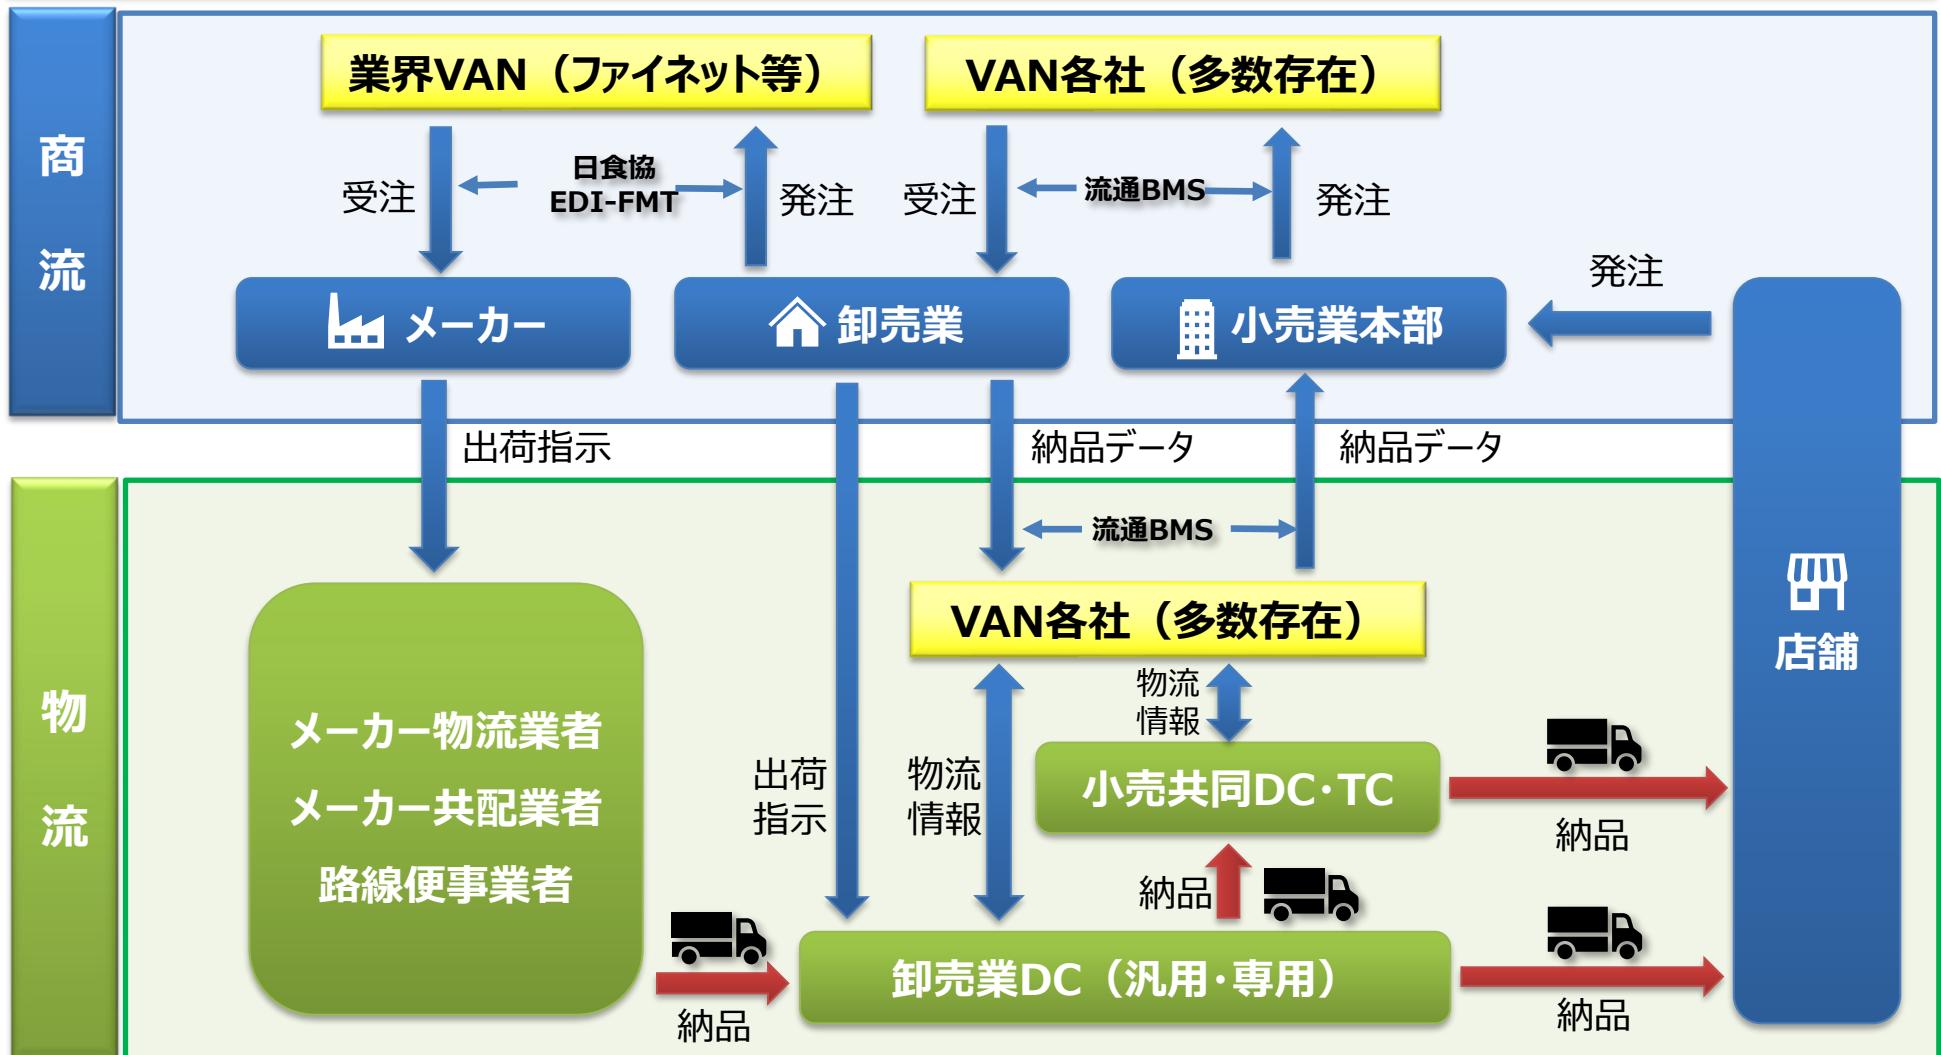 商
流
業界VAN（ファイネット等）
VAN各社（多数存在）
受注
日食協
EDI-FMT
発注
受注
流通BMS
発注
メーカー
卸売業
小売業本部
発注
出荷指示
納品データ
納品データ
物
流
流通BMS
VAN各社（多数存在）
店舗
メーカー物流業者
メーカー共配業者
路線便事業者
出荷
指示
物流
情報
物流
情報
小売共同DC・TC
納品
納品
納品
卸売業DC（汎用・専用）
納品